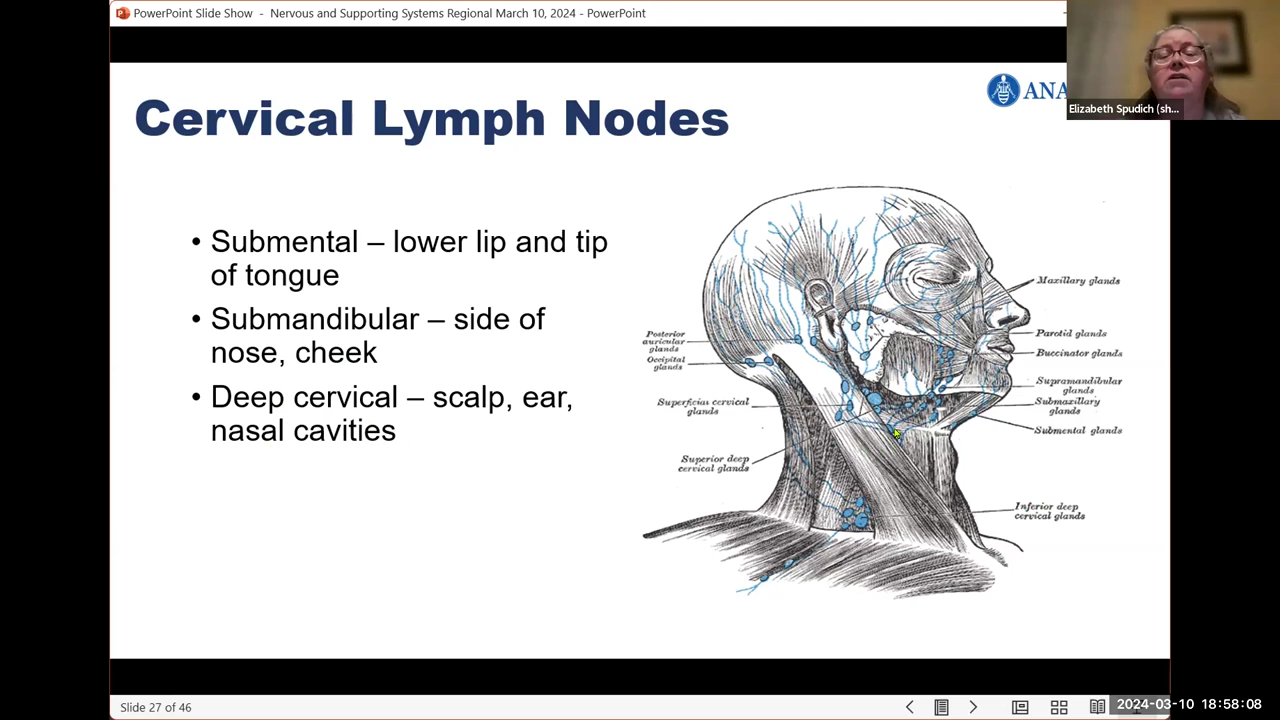 PowerPoint Slide Show - Nervous and Supporting Systems Regional March 10, 2024 - PowerPoint
Elizabeth Spudich (sh...
ANA
Cervical Lymph Nodes
• Submental – lower lip and tip
of tongue
• Submandibular – side of
nose, cheek
• Deep cervical – scalp, ear,
nasal cavities
Posterior
auricular
glands
Occipital
glands
Superficial cervical
glands
Superior deep
cervical glands
Maxillary glands
Parotid glands
Buccinator glands
Supramandibular
glands
Submaxillary
glands
Submental glands
Inferior deep
cervical glands
Slide 27 of 46
2024-03-10 18:58:08